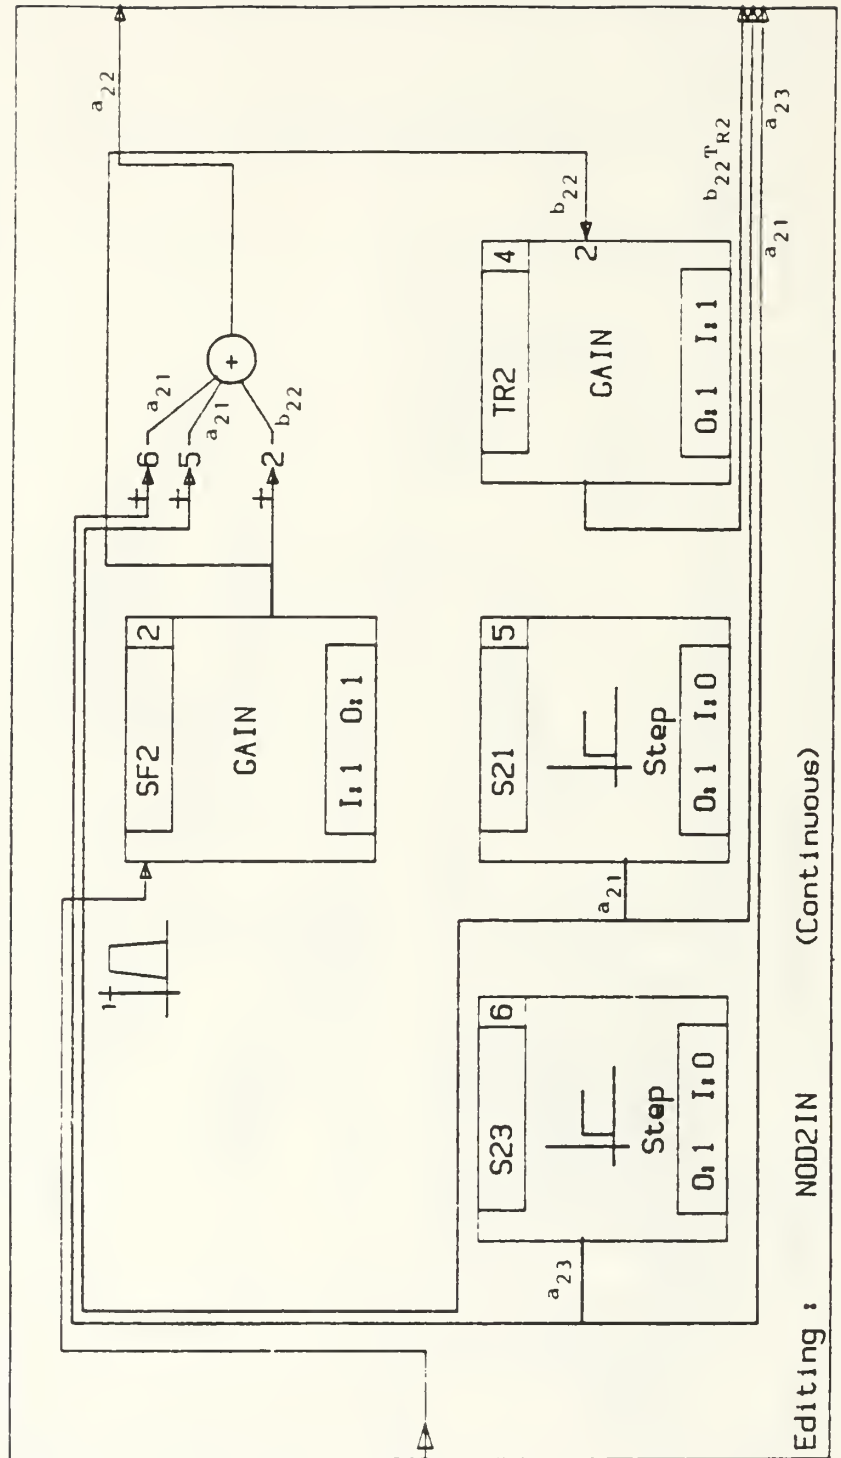 a22
a21
a21
b22
6
5
2
+
SF2 2
GAIN
I: 1 O: 1
1
b22
TR2 4
2
GAIN
O: 1 I: 1
S21 5
Step
O: 1 I: 0
a21
S23 6
Step
O: 1 I: 0
a23
b22TR2
a21
a23
Editing : NOD2IN (Continuous)